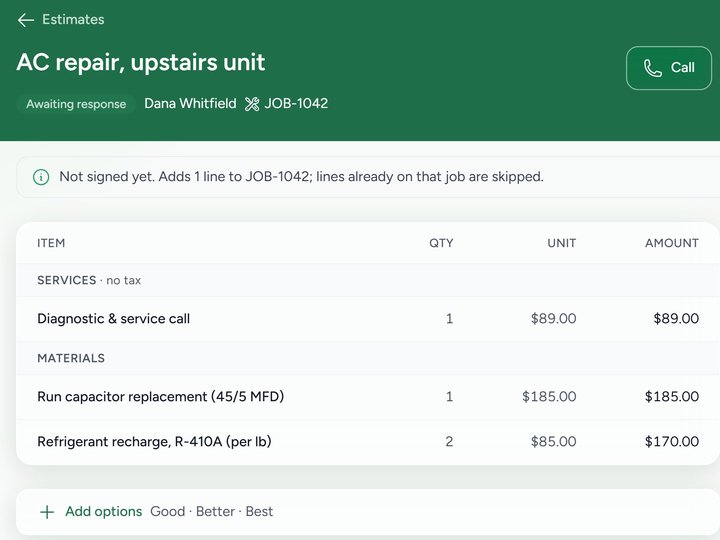 Estimates
AC repair, upstairs unit
Call
Awaiting response Dana Whitfield JOB-1042
Not signed yet. Adds 1 line to JOB-1042; lines already on that job are skipped.
ITEM QTY UNIT AMOUNT
SERVICES · no tax
Diagnostic & service call 1 $89.00 $89.00
MATERIALS
Run capacitor replacement (45/5 MFD) 1 $185.00 $185.00
Refrigerant recharge, R-410A (per lb) 2 $85.00 $170.00
Add options Good · Better · Best